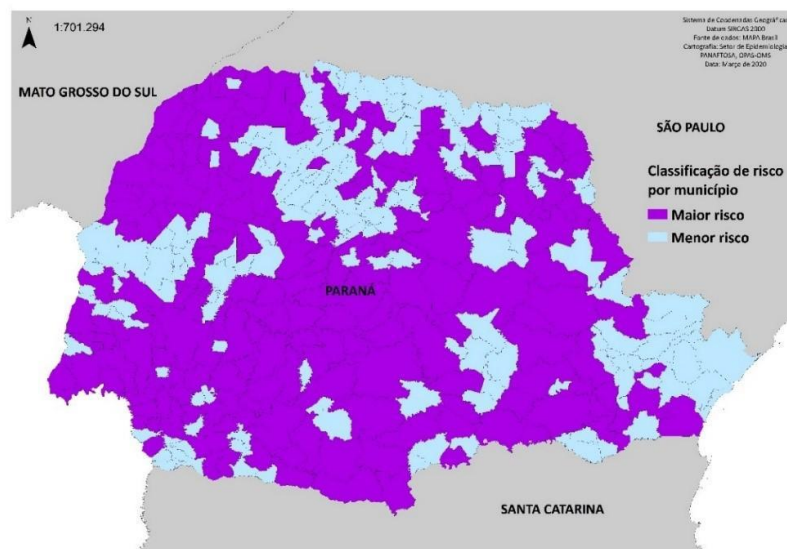 N
1:701.294
Sistema de Coordenadas Geográficas
Datum SIRGAS 2000
Fonte de dados: MAPA Brasil
Cartografia: Setor de Epidemiologia
PANAFTOSA, OPAS-OMS
Data: Março de 2020
MATO GROSSO DO SUL
SÃO PAULO
Classificação de risco
por município
Maior risco
Menor risco
PARANÁ
SANTA CATARINA